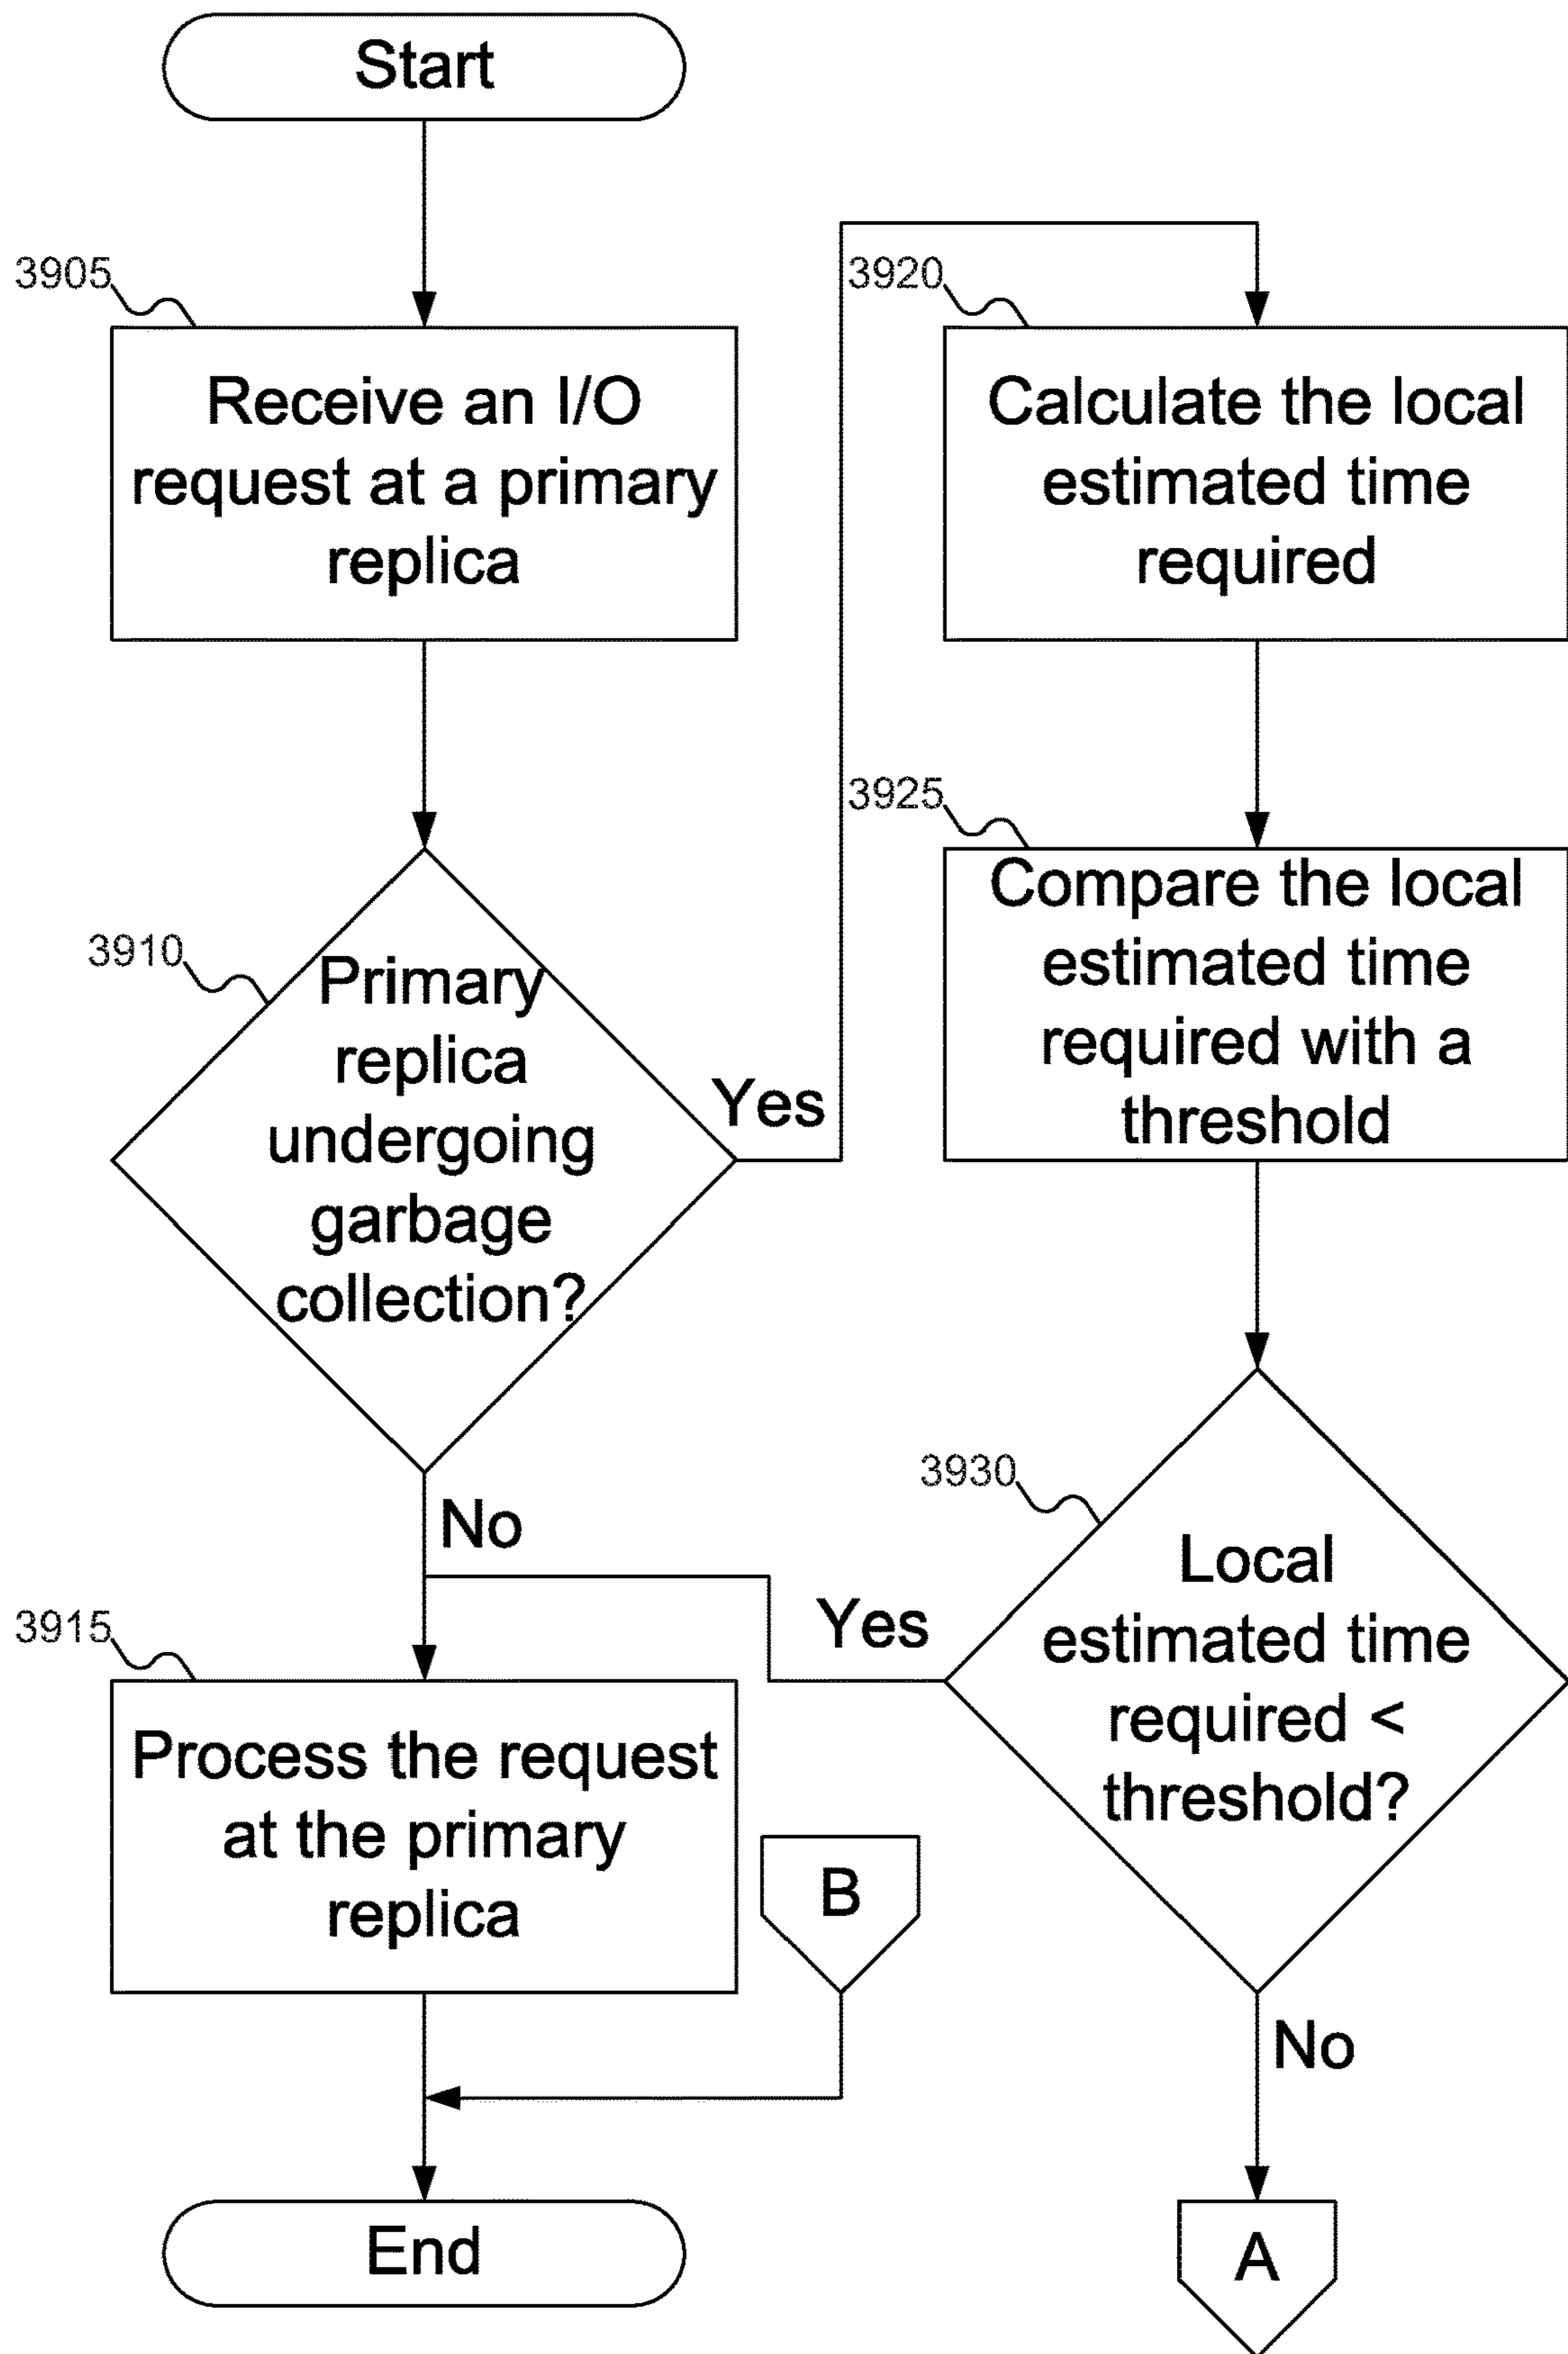 Start
3905
Receive an I/O
request at a primary
replica
3910
Primary
replica
undergoing
garbage
collection?
Yes
No
3915
Process the request
at the primary
replica
B
End
3920
Calculate the local
estimated time
required
3925
Compare the local
estimated time
required with a
threshold
3930
Local
estimated time
required <
threshold?
Yes
No
A